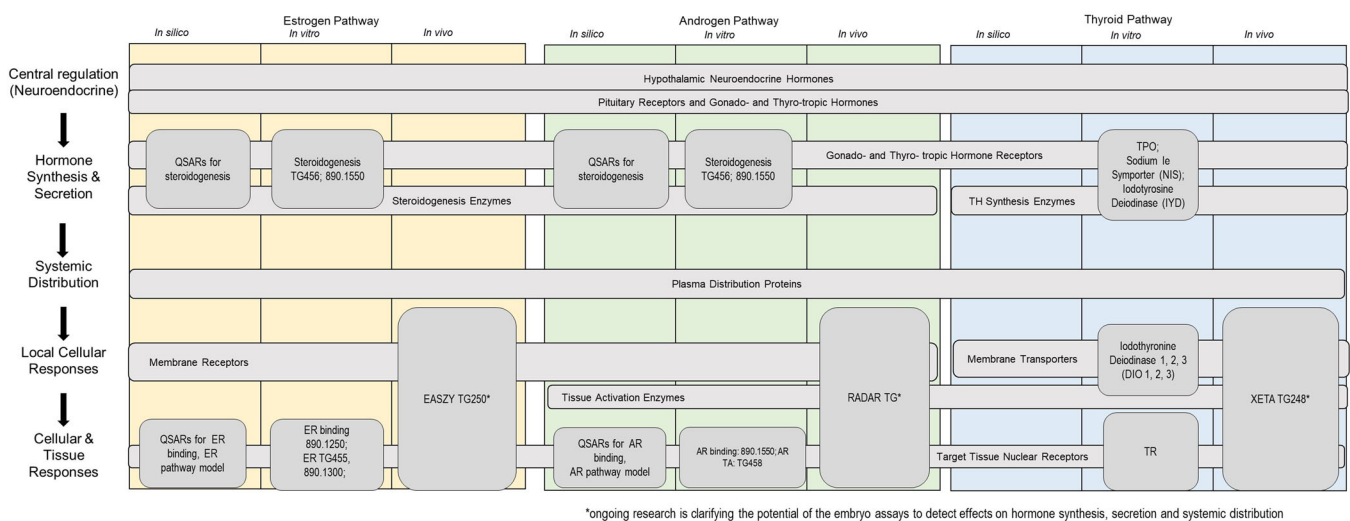 Estrogen Pathway
Androgen Pathway
Thyroid Pathway
In silico
In vitro
In vivo
In silico
In vitro
In vivo
In silico
In vitro
In vivo
Central regulation
(Neuroendocrine)
Hypothalamic Neuroendocrine Hormones
Pituitary Receptors and Gonado- and Thyro-tropic Hormones
Hormone
Synthesis &
Secretion
QSARs for
steroidogenesis
Steroidogenesis
TG456; 890.1550
QSARs for
steroidogenesis
Steroidogenesis
TG456; 890.1550
Gonado- and Thyro- tropic Hormone Receptors
TPO;
Sodium Ie
Symporter (NIS);
Iodotyrosine
Deiodinase (IYD)
Steroidogenesis Enzymes
TH Synthesis Enzymes
Systemic
Distribution
Plasma Distribution Proteins
Local Cellular
Responses
Membrane Receptors
Membrane Transporters
Iodothyronine
Deiodinase 1, 2, 3
(DIO 1, 2, 3)
EASZY TG250*
Tissue Activation Enzymes
RADAR TG*
XETA TG248*
Cellular &
Tissue
Responses
QSARs for ER
binding, ER
pathway model
ER binding
890.1250;
ER TG455,
890.1300;
QSARs for AR
binding,
AR pathway model
AR binding: 890.1550; AR
TA: TG458
Target Tissue Nuclear Receptors
TR
*ongoing research is clarifying the potential of the embryo assays to detect effects on hormone synthesis, secretion and systemic distribution